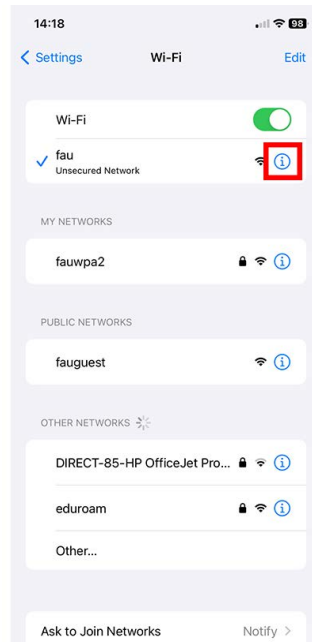 14:18
98
Settings
Wi-Fi
Edit
Wi-Fi
fau
Unsecured Network
MY NETWORKS
fauwpa2
PUBLIC NETWORKS
fauguest
OTHER NETWORKS
DIRECT-85-HP OfficeJet Pro...
eduroam
Other...
Ask to Join Networks
Notify